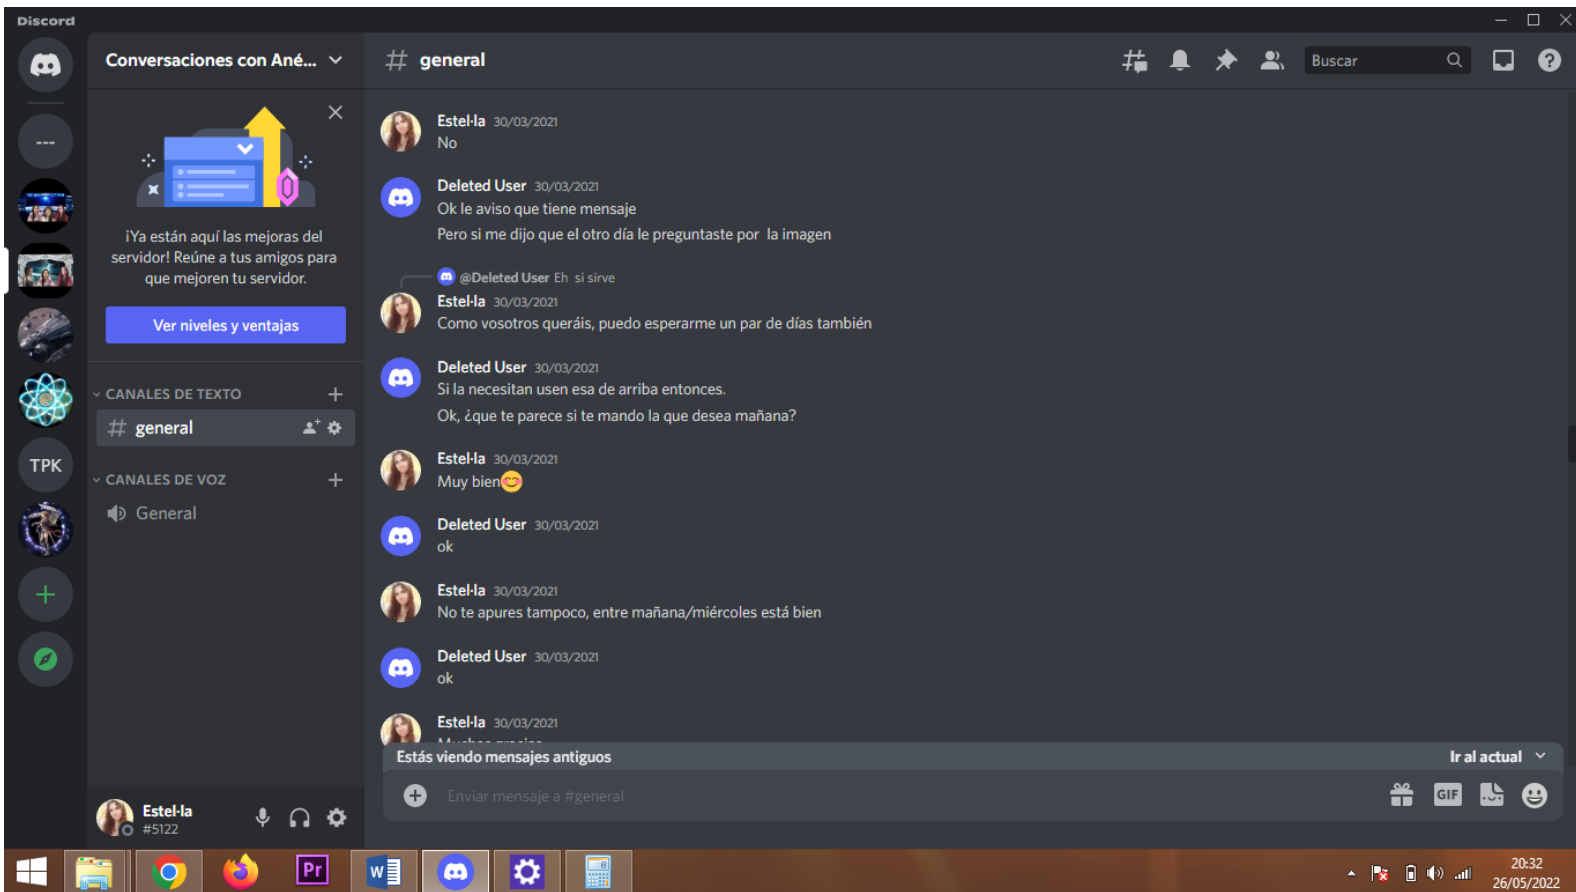 Discord
Conversaciones con Ané...
# general
Buscar
---
¡Ya están aquí las mejoras del
servidor! Reúne a tus amigos para
que mejoren tu servidor.
Ver niveles y ventajas
CANALES DE TEXTO
# general
CANALES DE VOZ
General
TPK
Estel·la
#5122
Estel·la 30/03/2021
No
Deleted User 30/03/2021
Ok le aviso que tiene mensaje
Pero si me dijo que el otro día le preguntaste por la imagen
@Deleted User Eh si sirve
Estel·la 30/03/2021
Como vosotros queráis, puedo esperarme un par de días también
Deleted User 30/03/2021
Si la necesitan usen esa de arriba entonces.
Ok, ¿que te parece si te mando la que desea mañana?
Estel·la 30/03/2021
Muy bien😊
Deleted User 30/03/2021
ok
Estel·la 30/03/2021
No te apures tampoco, entre mañana/miércoles está bien
Deleted User 30/03/2021
ok
Estel·la 30/03/2021
Muchas gracias
Estás viendo mensajes antiguos
Ir al actual
Enviar mensaje a #general
GIF
Pr
W
20:32
26/05/2022